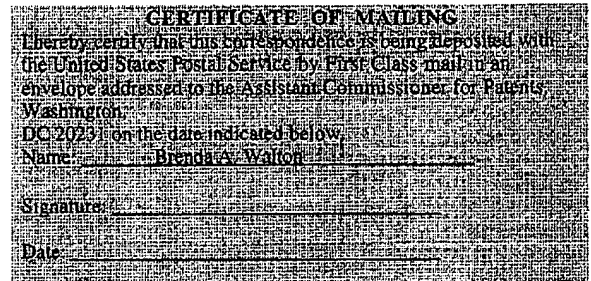 CERTIFICATE OF MAILING
I hereby certify that this correspondence is being deposited with
the United States Postal Service by First Class mail in an
envelope addressed to the Assistant Commissioner for Patents,
Washington,
DC 20231 on the date indicated below.
Name: Brenda A. Walton
Signature:
Date: